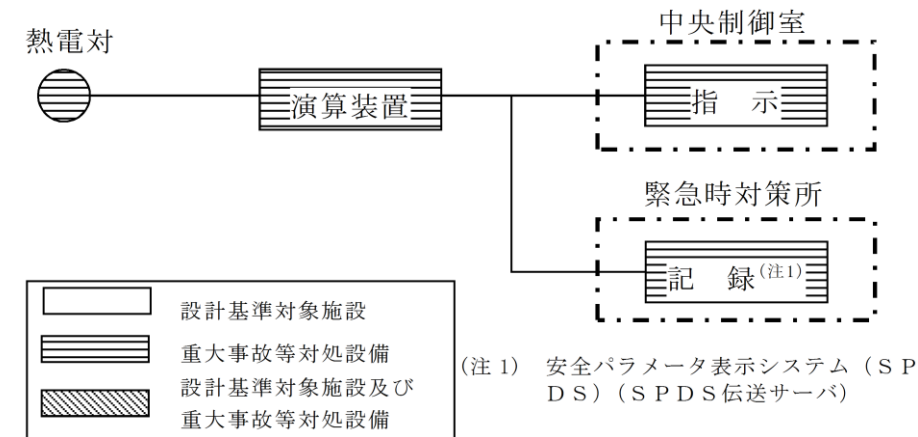 中央制御室
熱電対
演算装置
指 示
緊急時対策所
記 録(注1)
設計基準対象施設
重大事故等対処設備
設計基準対象施設及び
重大事故等対処設備
(注 1) 安全パラメータ表示システム(SP
DS)(SPDS伝送サーバ)